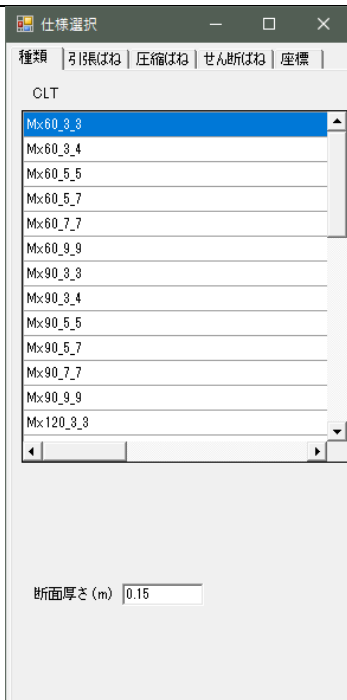 仕様選択
種類 引張ばね 圧縮ばね せん断ばね 座標
CLT
Mx60_3_3
Mx60_3_4
Mx60_5_5
Mx60_5_7
Mx60_7_7
Mx60_9_9
Mx90_3_3
Mx90_3_4
Mx90_5_5
Mx90_5_7
Mx90_7_7
Mx90_9_9
Mx120_3_3
断面厚さ(m) 0.15